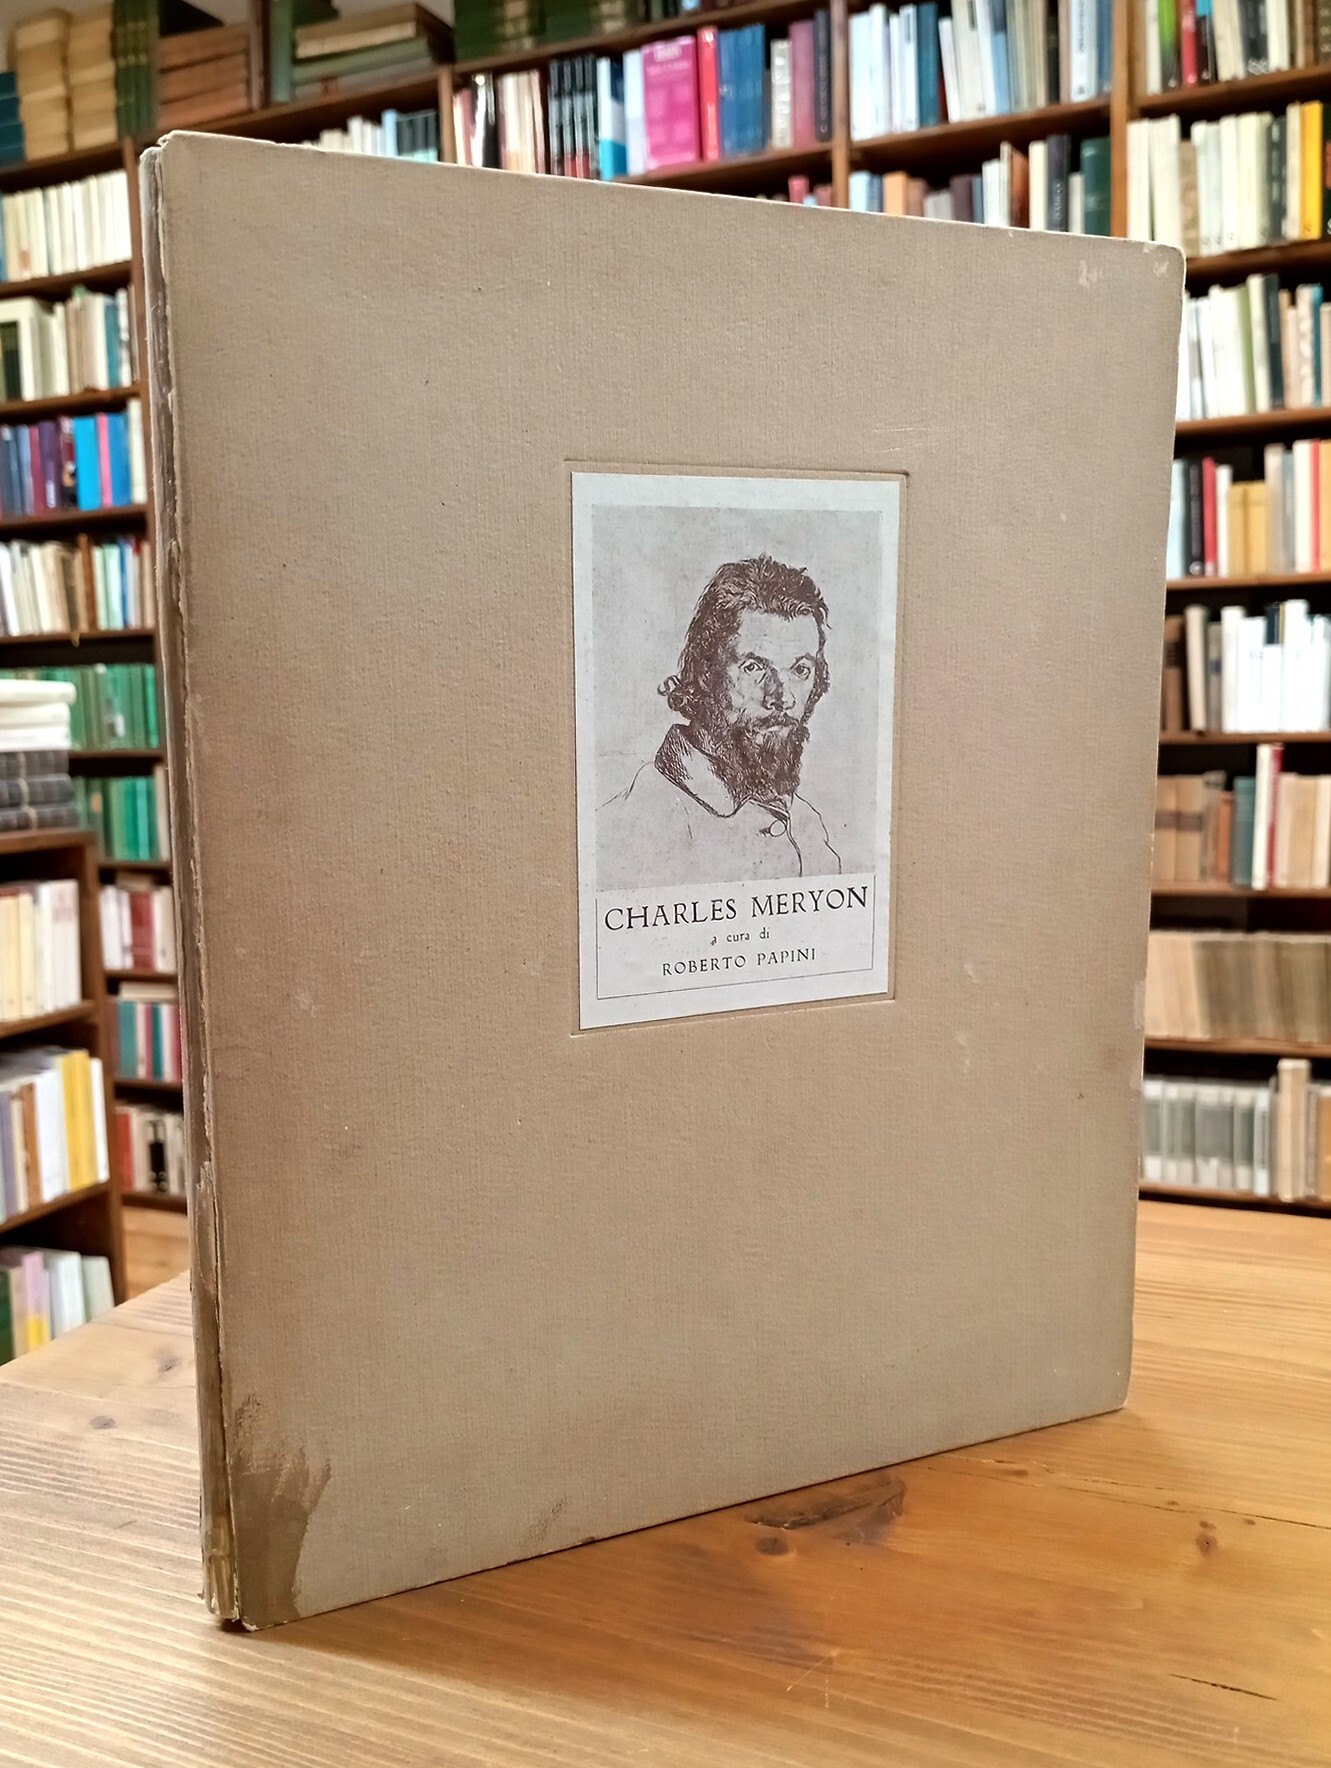 CHARLES MERYON
a cura di
ROBERTO PAPINI